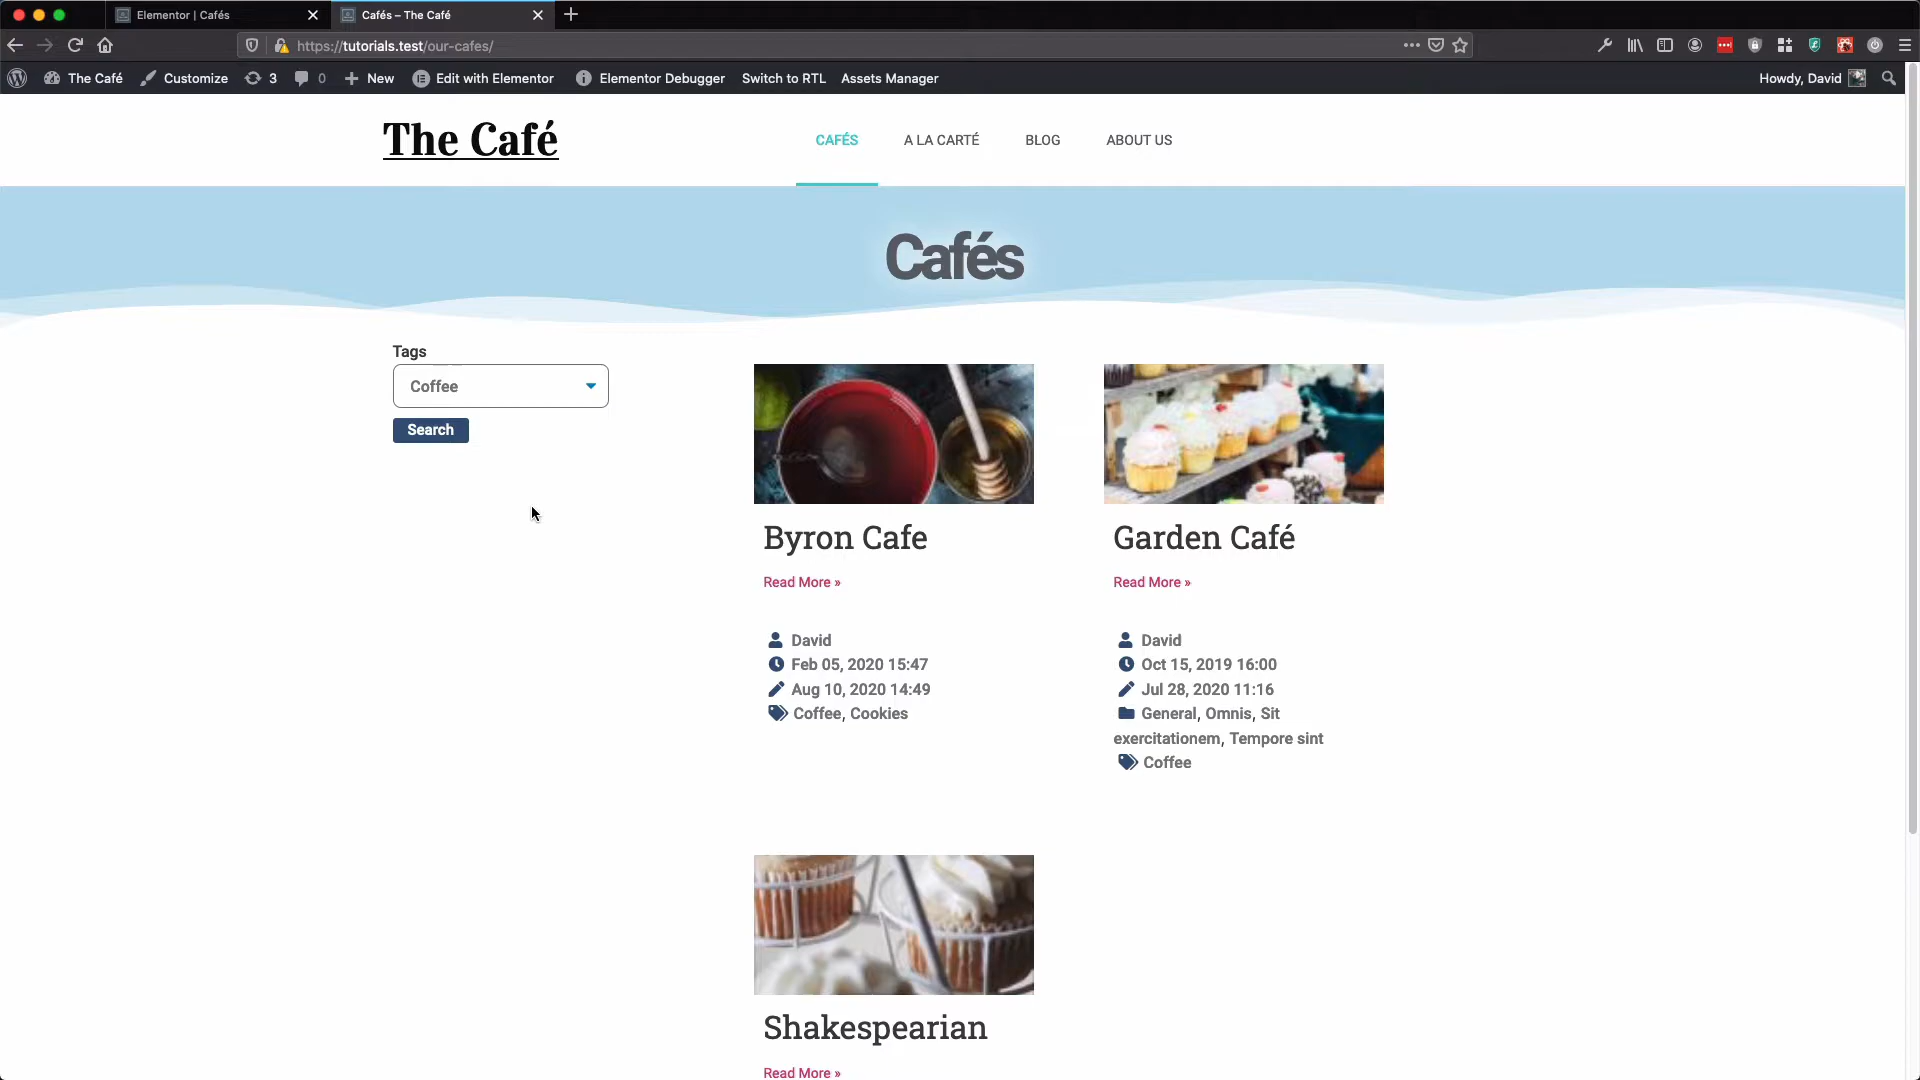 Elementor | Cafés
Cafés – The Café
https://tutorials.test/our-cafes/
The Café
Customize
3
0
New
Edit with Elementor
Elementor Debugger
Switch to RTL
Assets Manager
Howdy, David
The Café
CAFÉS
A LA CARTÉ
BLOG
ABOUT US
Cafés
Tags
Coffee
Search
Byron Cafe
Read More »
David
Feb 05, 2020 15:47
Aug 10, 2020 14:49
Coffee, Cookies
Garden Café
Read More »
David
Oct 15, 2019 16:00
Jul 28, 2020 11:16
General, Omnis, Sit
exercitationem, Tempore sint
Coffee
Shakespearian
Read More »